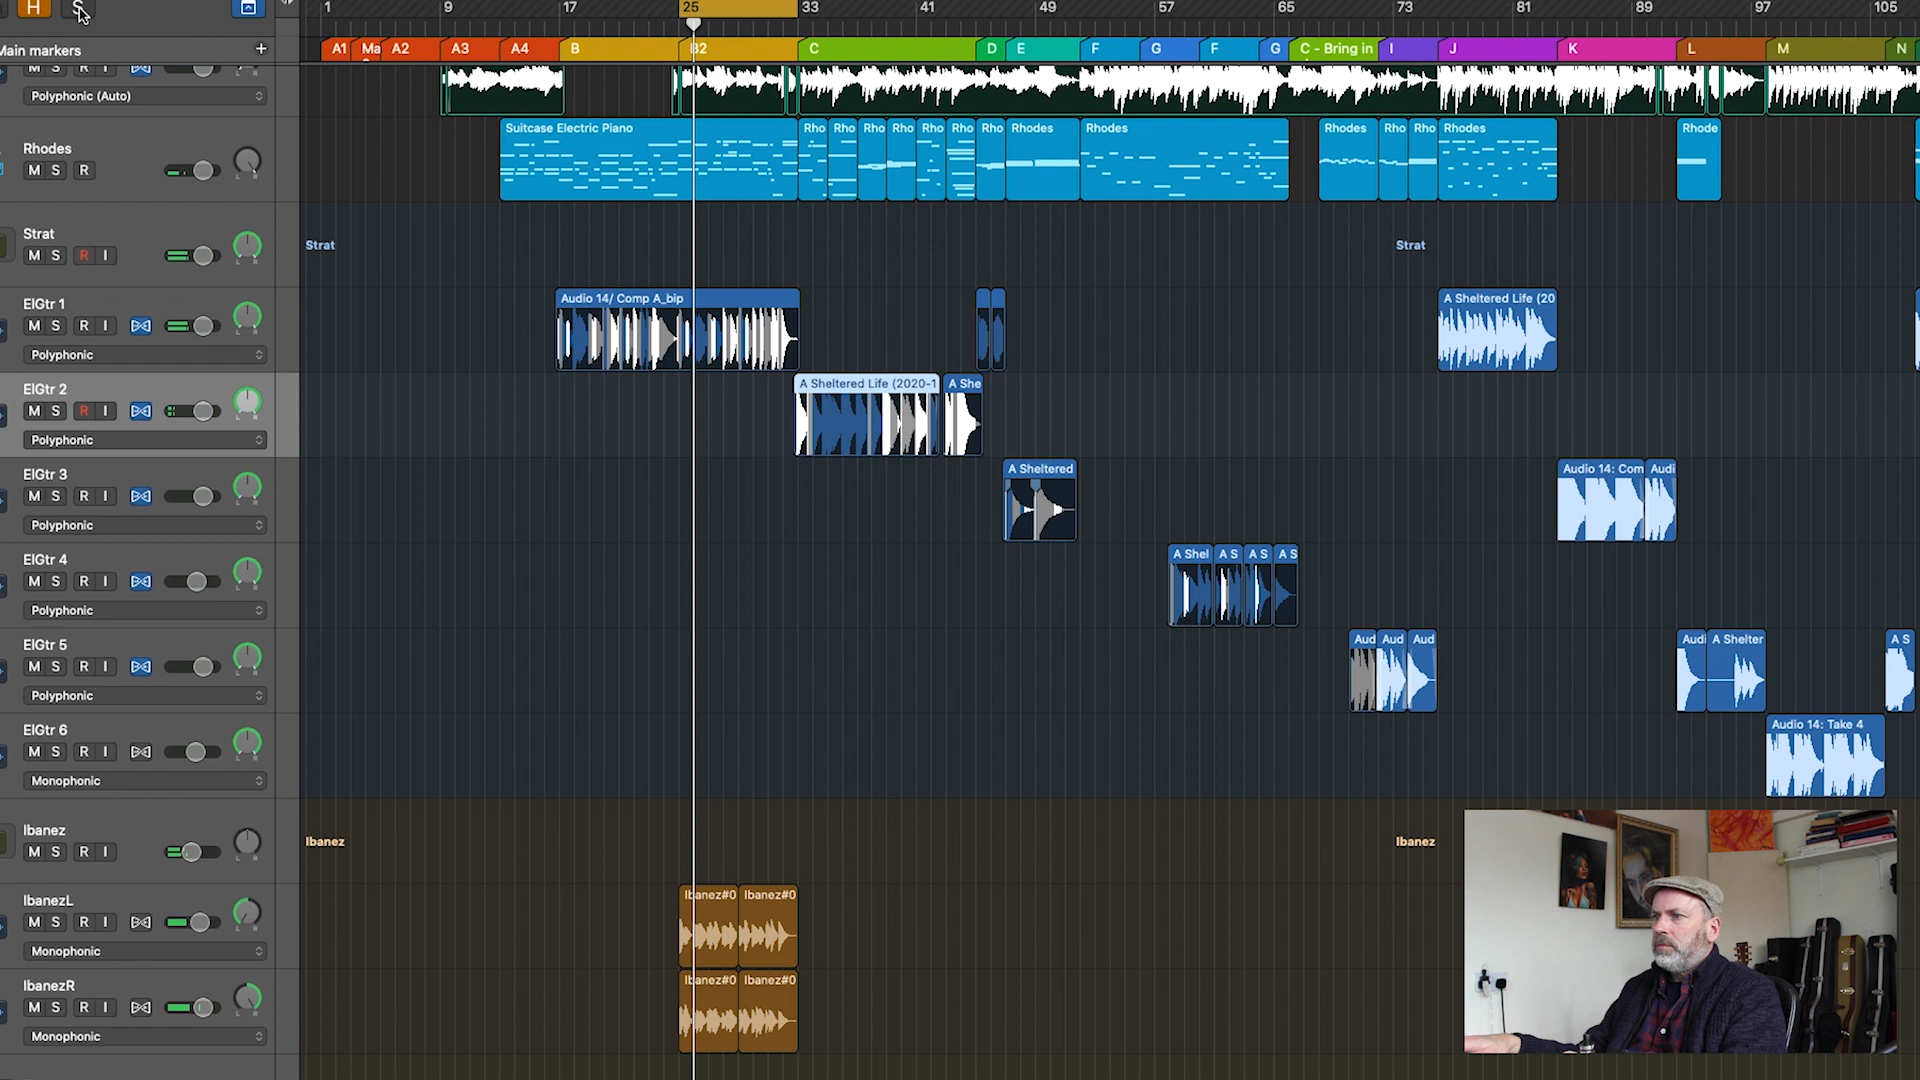 H S
1 9 17 25 33 41 49 57 65 73 81 89 97 105
Main markers +
A1 Ma A2 A3 A4 B B2 C D E F G F G C - Bring in I J K L M N
M S R I
Polyphonic (Auto)
Suitcase Electric Piano Rho Rho Rho Rho Rho Rho Rho Rhodes Rhodes Rhodes Rho Rho Rhodes Rhode
Rhodes
M S R
Strat
M S R I
Strat Strat
ElGtr 1
M S R I
Polyphonic
Audio 14/ Comp A_bip A Sheltered Life (20
ElGtr 2
M S R I
Polyphonic
A Sheltered Life (2020-1 A She
ElGtr 3
M S R I
Polyphonic
A Sheltered Audio 14: Com Audi
ElGtr 4
M S R I
Polyphonic
A Shel A S A S A S
ElGtr 5
M S R I
Polyphonic
Aud Aud Aud Audi A Shelter A S
ElGtr 6
M S R I
Monophonic
Audio 14: Take 4
Ibanez
M S R I
Ibanez Ibanez
IbanezL
M S R I
Monophonic
Ibanez#0 Ibanez#0
IbanezR
M S R I
Monophonic
Ibanez#0 Ibanez#0